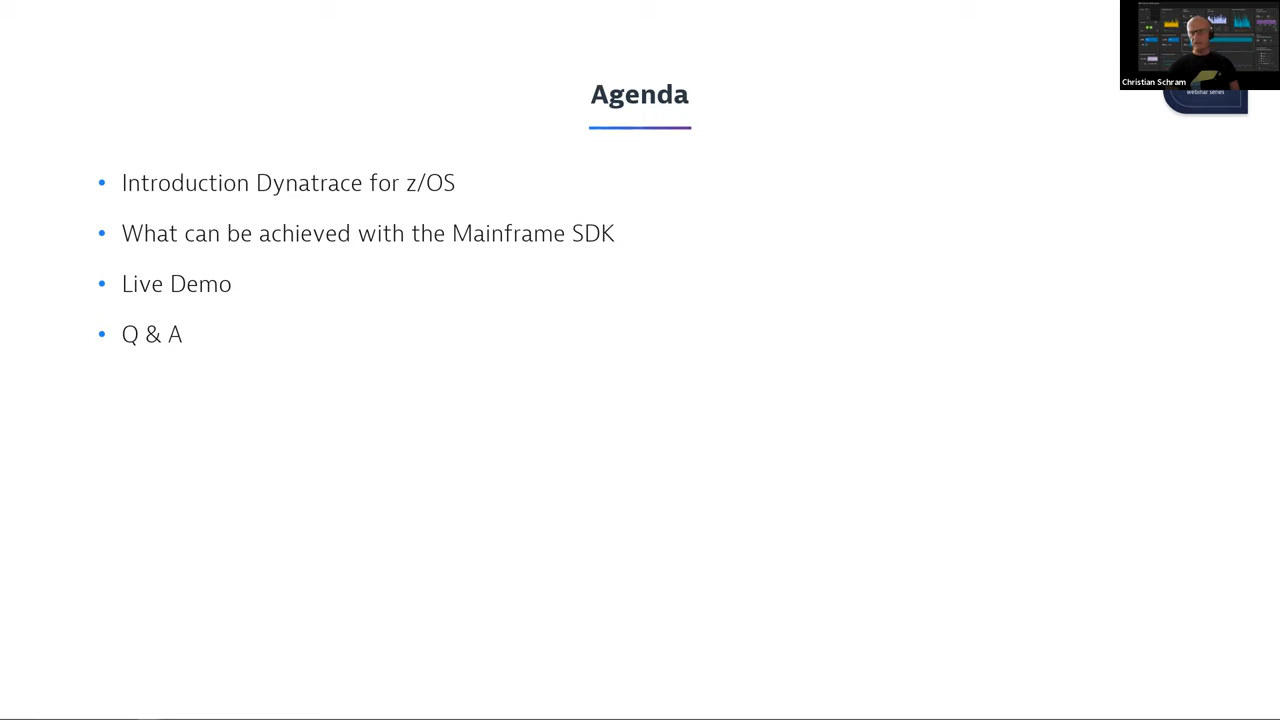 Agenda
Christian Schram
webinar series
• Introduction Dynatrace for z/OS
• What can be achieved with the Mainframe SDK
• Live Demo
• Q & A